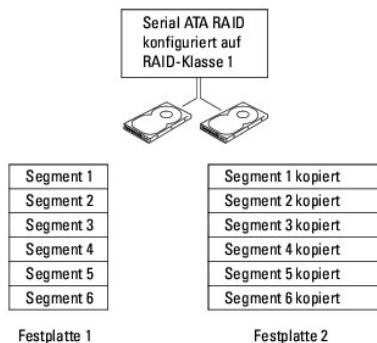 Serial ATA RAID
konfiguriert auf
RAID-Klasse 1
Segment 1
Segment 2
Segment 3
Segment 4
Segment 5
Segment 6
Festplatte 1
Segment 1 kopiert
Segment 2 kopiert
Segment 3 kopiert
Segment 4 kopiert
Segment 5 kopiert
Segment 6 kopiert
Festplatte 2